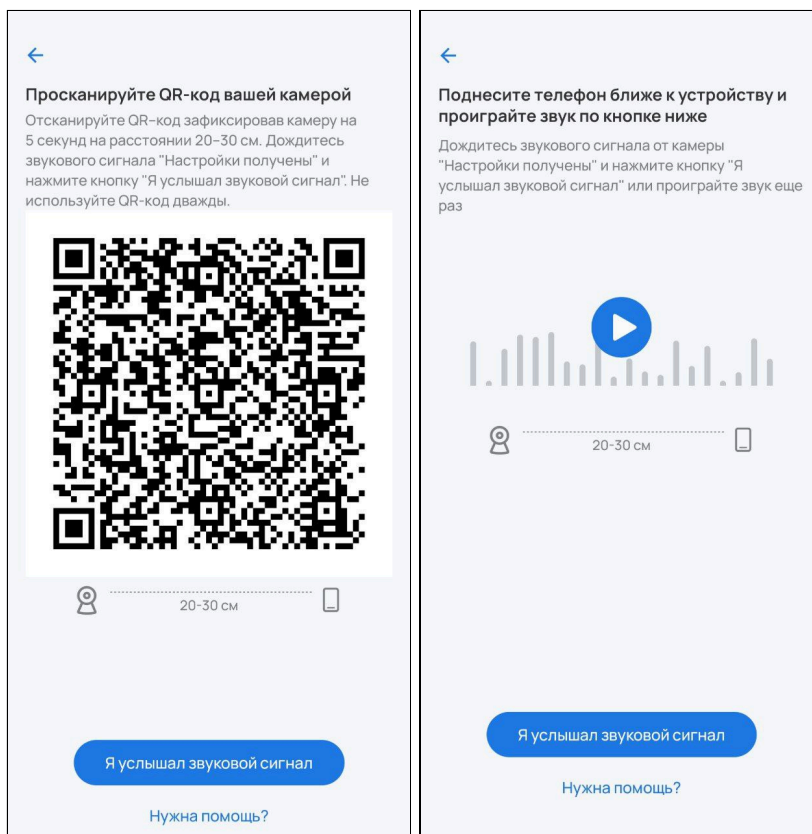 Просканируйте QR-код вашей камерой
Отсканируйте QR–код зафиксировав камеру на
5 секунд на расстоянии 20–30 см. Дождитесь
звукового сигнала "Настройки получены" и
нажмите кнопку "Я услышал звуковой сигнал". Не
используйте QR-код дважды.
20-30 см
Я услышал звуковой сигнал
Нужна помощь?
Поднесите телефон ближе к устройству и
проиграйте звук по кнопке ниже
Дождитесь звукового сигнала от камеры
"Настройки получены" и нажмите кнопку "Я
услышал звуковой сигнал" или проиграйте звук еще
раз
20-30 см
Я услышал звуковой сигнал
Нужна помощь?